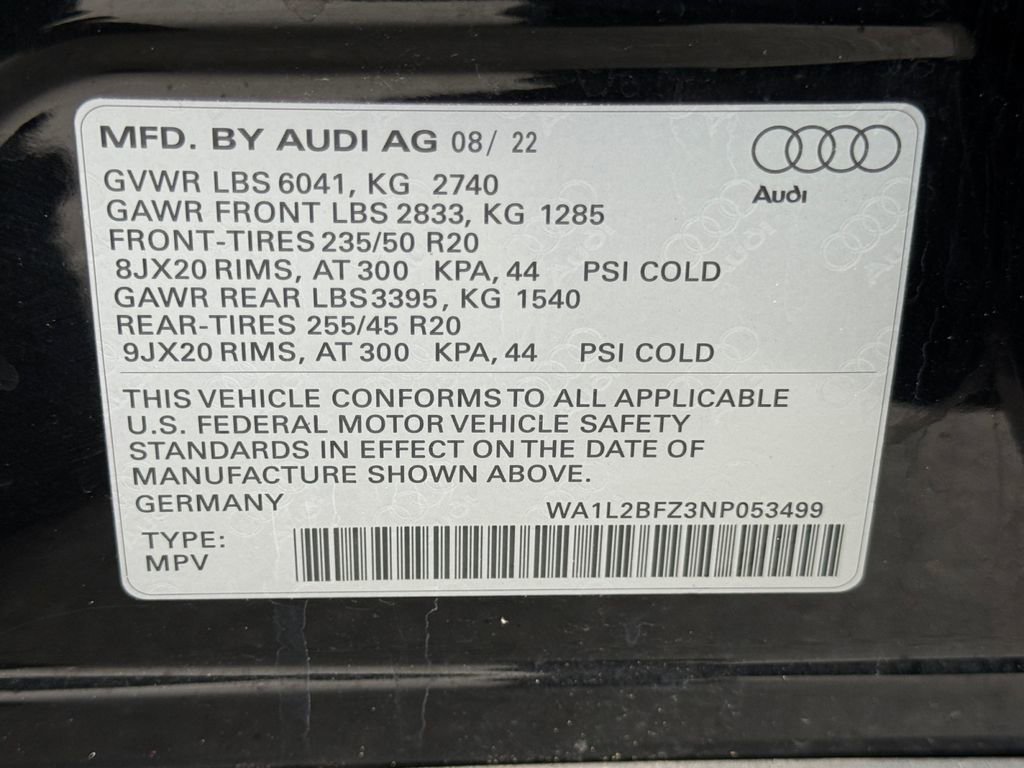 MFD. BY AUDI AG 08/ 22
Audi
GVWR LBS 6041, KG 2740
GAWR FRONT LBS 2833, KG 1285
FRONT-TIRES 235/50 R20
8JX20 RIMS, AT 300 KPA, 44 PSI COLD
GAWR REAR LBS3395, KG 1540
REAR-TIRES 255/45 R20
9JX20 RIMS, AT 300 KPA, 44 PSI COLD
THIS VEHICLE CONFORMS TO ALL APPLICABLE
U.S. FEDERAL MOTOR VEHICLE SAFETY
STANDARDS IN EFFECT ON THE DATE OF
MANUFACTURE SHOWN ABOVE.
GERMANY WA1L2BFZ3NP053499
TYPE:
MPV